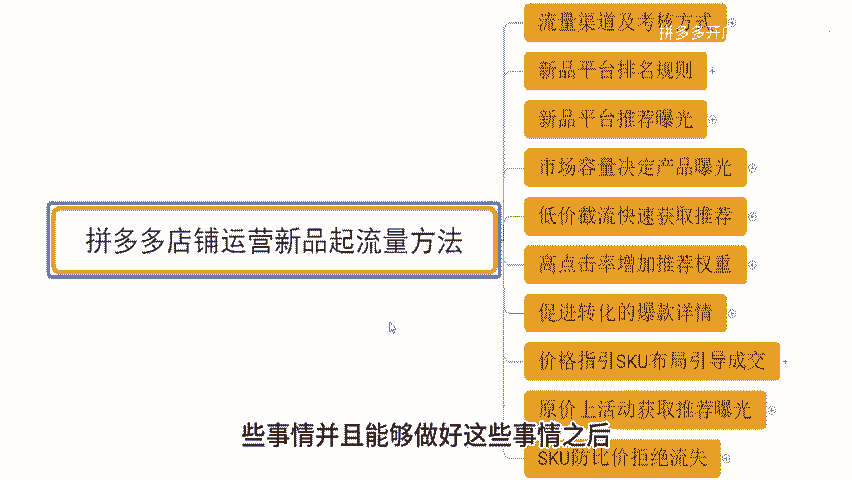 流量渠道及考核方式
拼多多开
新品平台排名规则
新品平台推荐曝光
市场容量决定产品曝光
低价截流快速获取推荐
拼多多店铺运营新品起流量方法
高点击率增加推荐权重
促进转化的爆款详情
价格指引SKU布局引导成交
原价上活动获取推荐曝光
些事情并且能够做好这些事情之后
SKU防比价拒绝流失